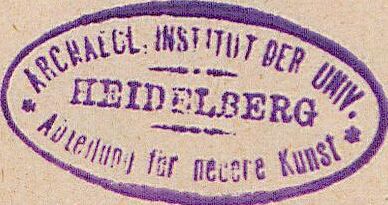 * ARCHAEOL. INSTITUT DER UNIV. *
HEIDELBERG
Abteilung für neuere Kunst